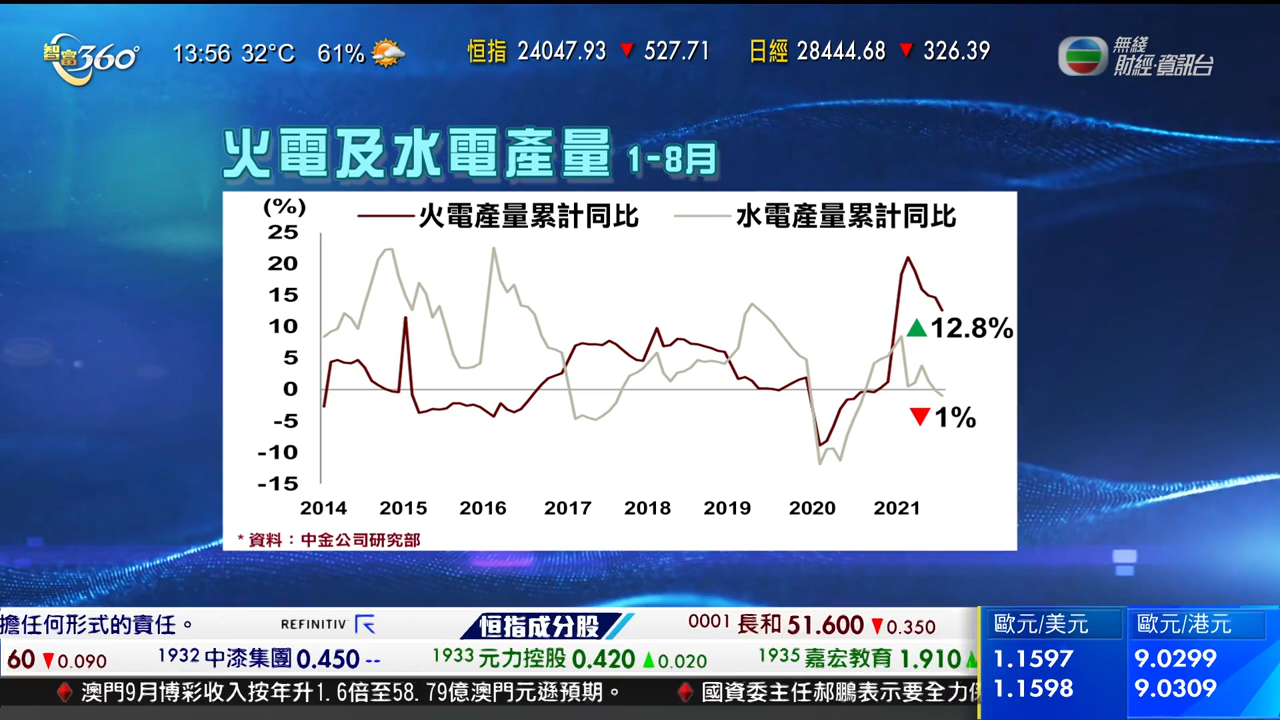 智富360°
13:56 32°C 61%
恒指 24047.93 ▼ 527.71
日經 28444.68 ▼ 326.39
無綫
財經·資訊台
火電及水電產量 1-8月
(%)
火電產量累計同比
水電產量累計同比
25
20
15
10
5
0
-5
-10
-15
▲12.8%
▼1%
2014 2015 2016 2017 2018 2019 2020 2021
*資料：中金公司研究部
擔任何形式的責任。
REFINITIV
恒指成分股
0001 長和 51.600 ▼0.350
60 ▼0.090
1932 中漆集團 0.450 --
1933 元力控股 0.420 ▲0.020
1935 嘉宏教育 1.910 ▲
歐元/美元
1.1597
1.1598
歐元/港元
9.0299
9.0309
澳門9月博彩收入按年升1.6倍至58.79億澳門元遜預期。
國資委主任郝鵬表示要全力